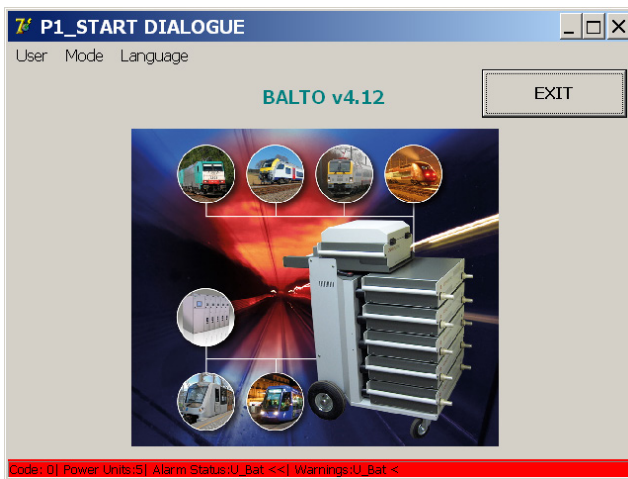 P1_START DIALOGUE
User Mode Language
BALTO v4.12
EXIT
Code: 0| Power Units:5| Alarm Status:U_Bat <<| Warnings:U_Bat <